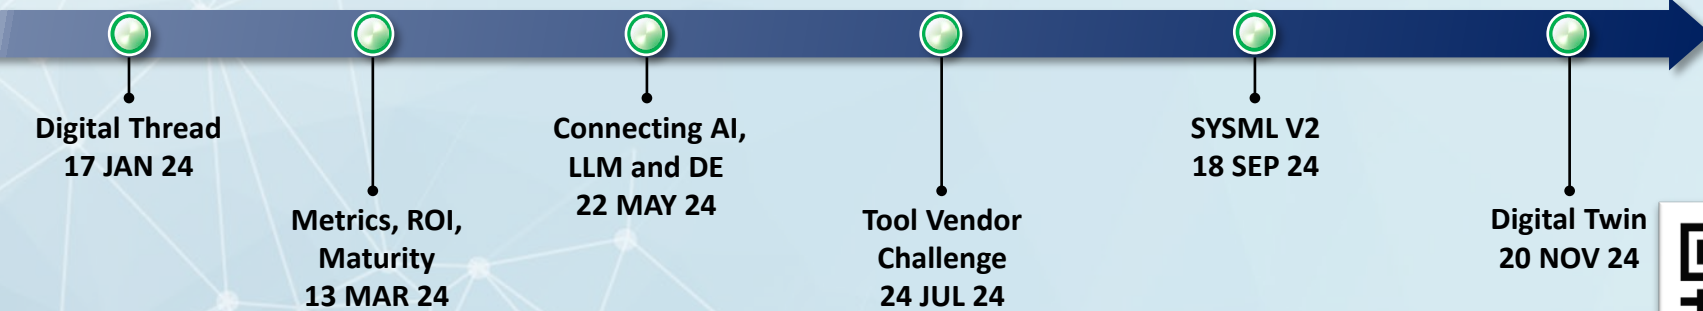 Digital Thread
17 JAN 24
Metrics, ROI,
Maturity
13 MAR 24
Connecting AI,
LLM and DE
22 MAY 24
Tool Vendor
Challenge
24 JUL 24
SYSML V2
18 SEP 24
Digital Twin
20 NOV 24